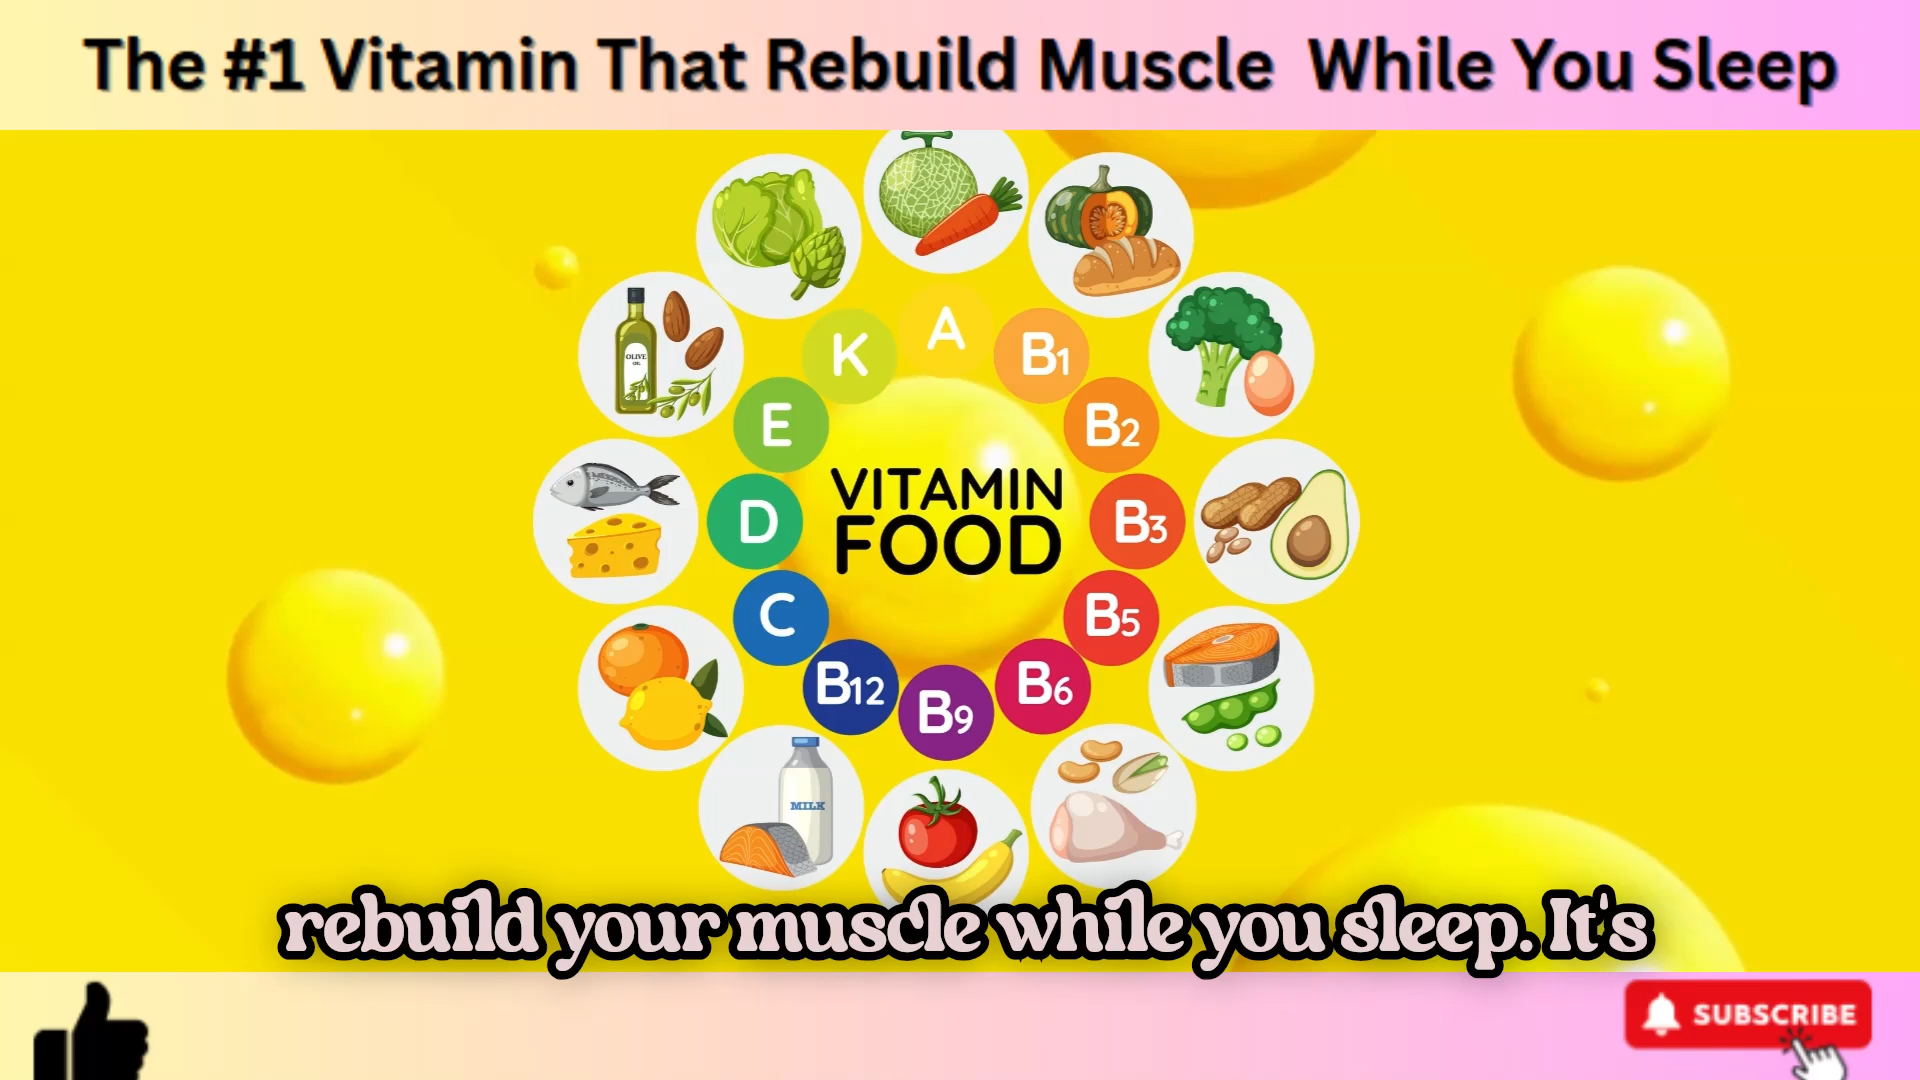 The #1 Vitamin That Rebuild Muscle While You Sleep
K
A
B1
E
B2
OLIVE
OIL
D
VITAMIN
FOOD
B3
C
B5
B12
B9
B6
MILK
rebuild your muscle while you sleep. It's
SUBSCRIBE